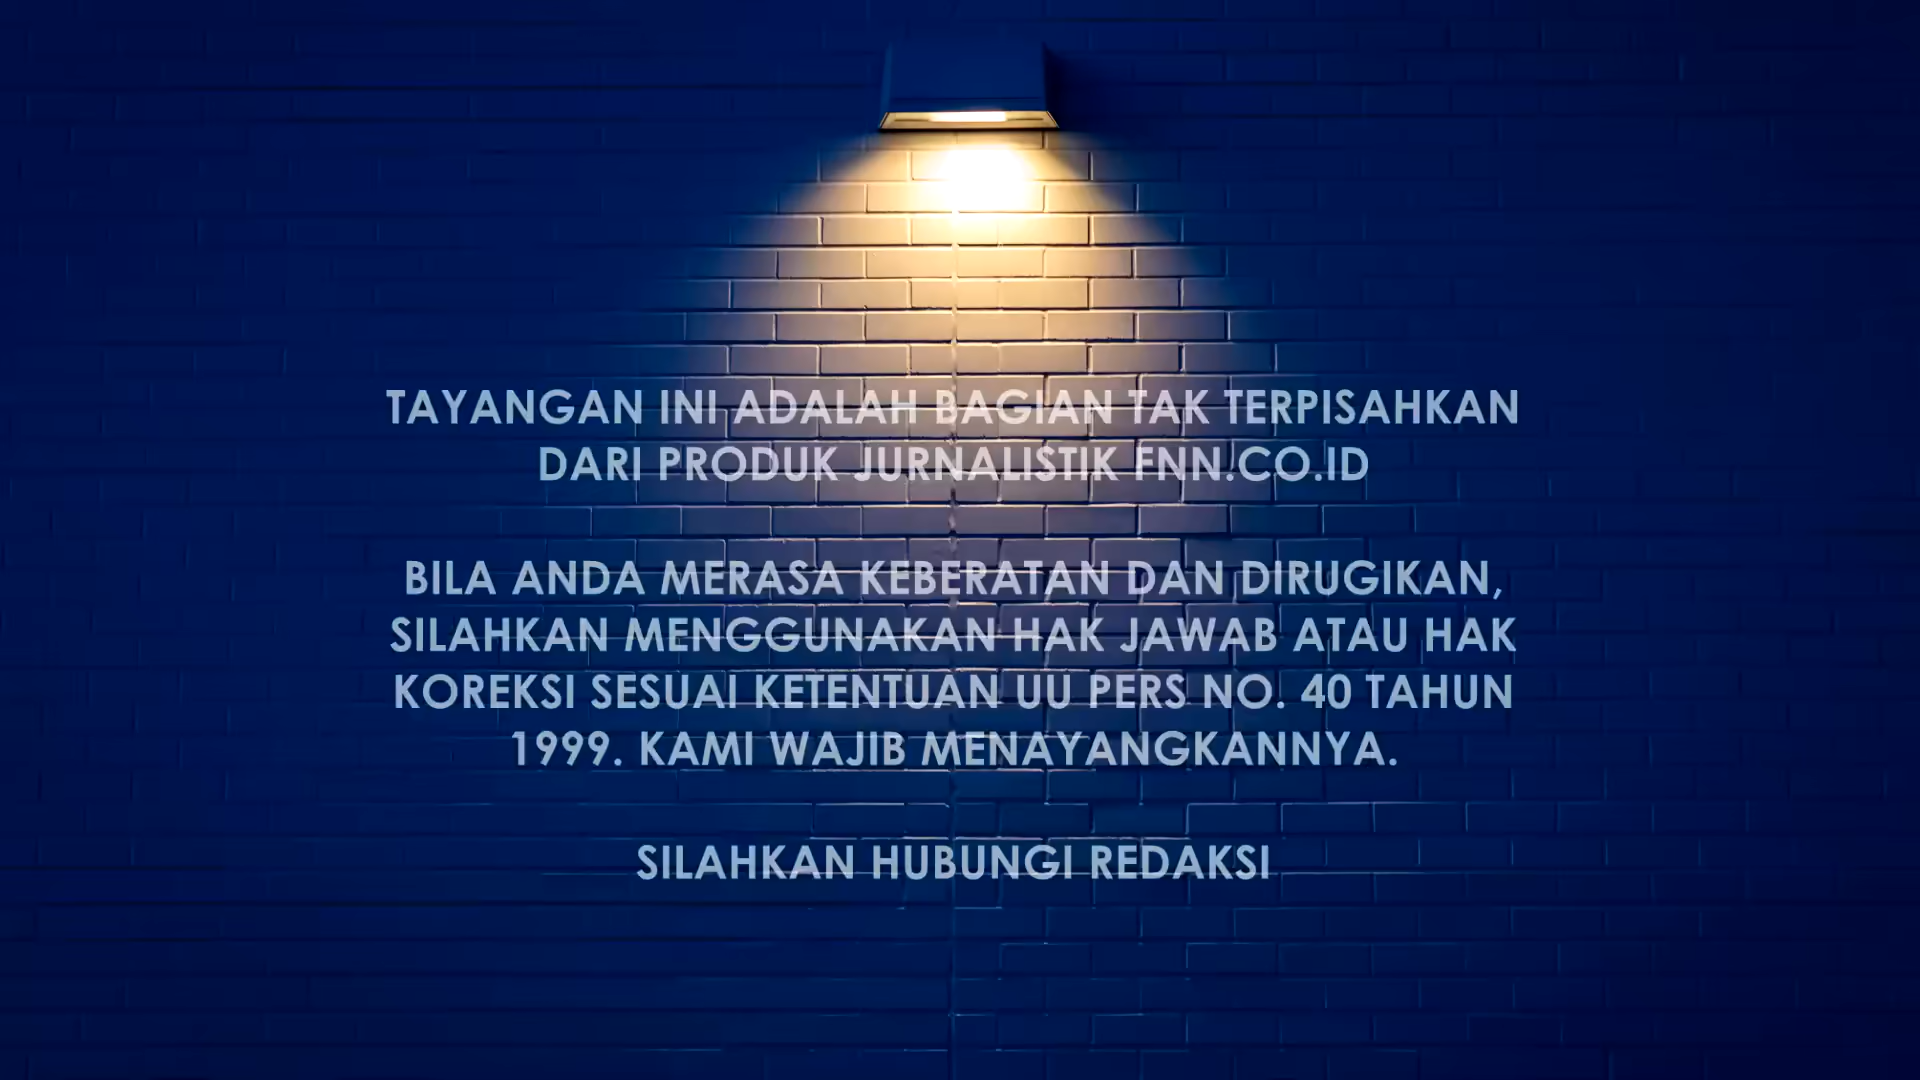 TAYANGAN INI ADALAH BAGIAN TAK TERPISAHKAN
DARI PRODUK JURNALISTIK FNN.CO.ID
BILA ANDA MERASA KEBERATAN DAN DIRUGIKAN,
SILAHKAN MENGGUNAKAN HAK JAWAB ATAU HAK
KOREKSI SESUAI KETENTUAN UU PERS NO. 40 TAHUN
1999. KAMI WAJIB MENAYANGKANNYA.
SILAHKAN HUBUNGI REDAKSI